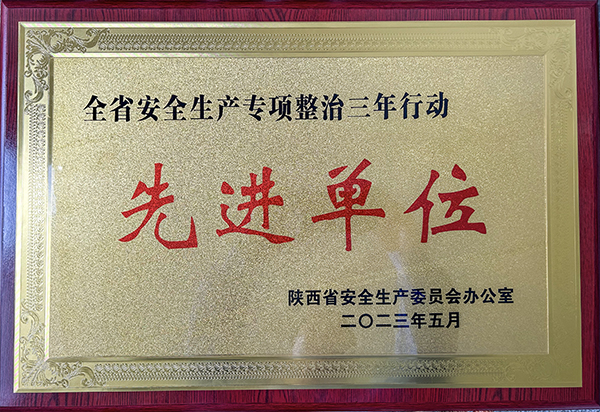 全省安全生产专项整治三年行动
先进单位
陕西省安全生产委员会办公室
二〇二三年五月